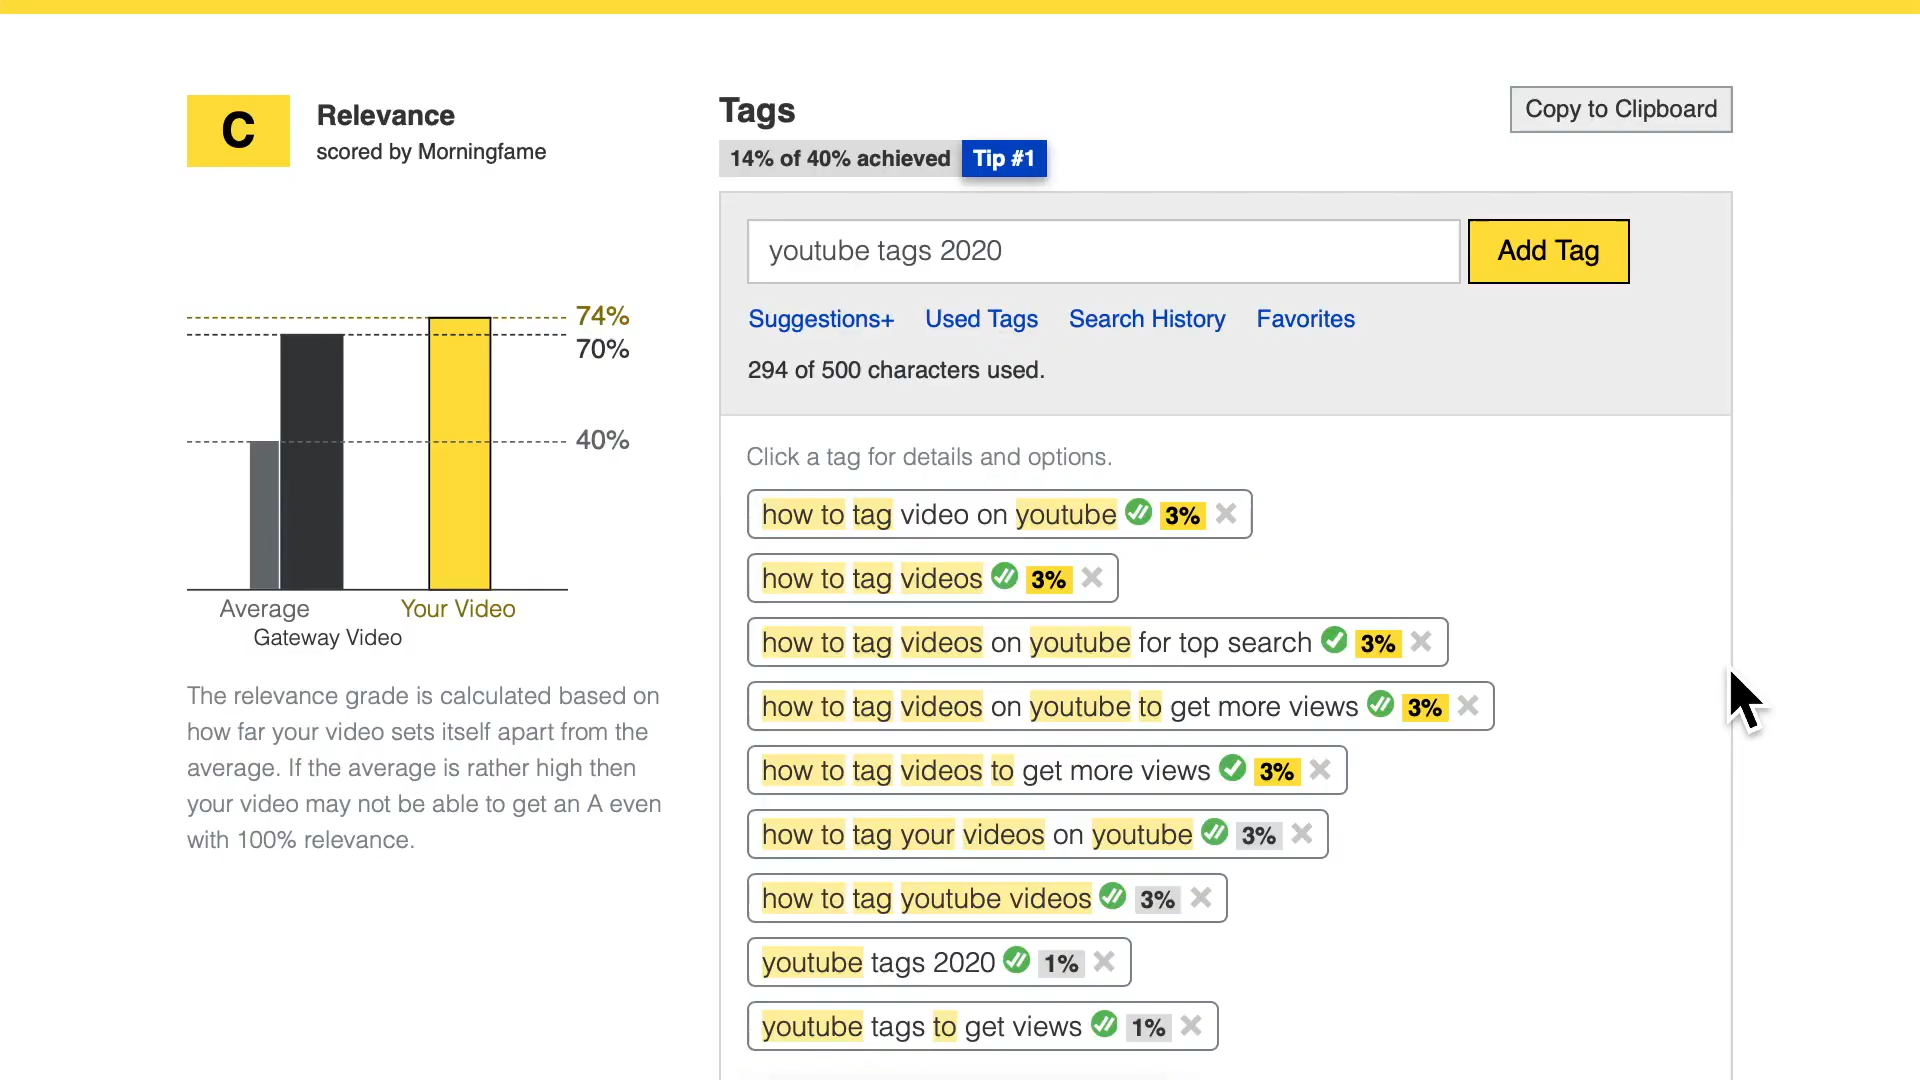 C
Relevance
scored by Morningfame
74%
70%
40%
Average
Your Video
Gateway Video
The relevance grade is calculated based on
how far your video sets itself apart from the
average. If the average is rather high then
your video may not be able to get an A even
with 100% relevance.
Tags
Copy to Clipboard
14% of 40% achieved Tip #1
youtube tags 2020 Add Tag
Suggestions+ Used Tags Search History Favorites
294 of 500 characters used.
Click a tag for details and options.
how to tag video on youtube 3%
how to tag videos 3%
how to tag videos on youtube for top search 3%
how to tag videos on youtube to get more views 3%
how to tag videos to get more views 3%
how to tag your videos on youtube 3%
how to tag youtube videos 3%
youtube tags 2020 1%
youtube tags to get views 1%